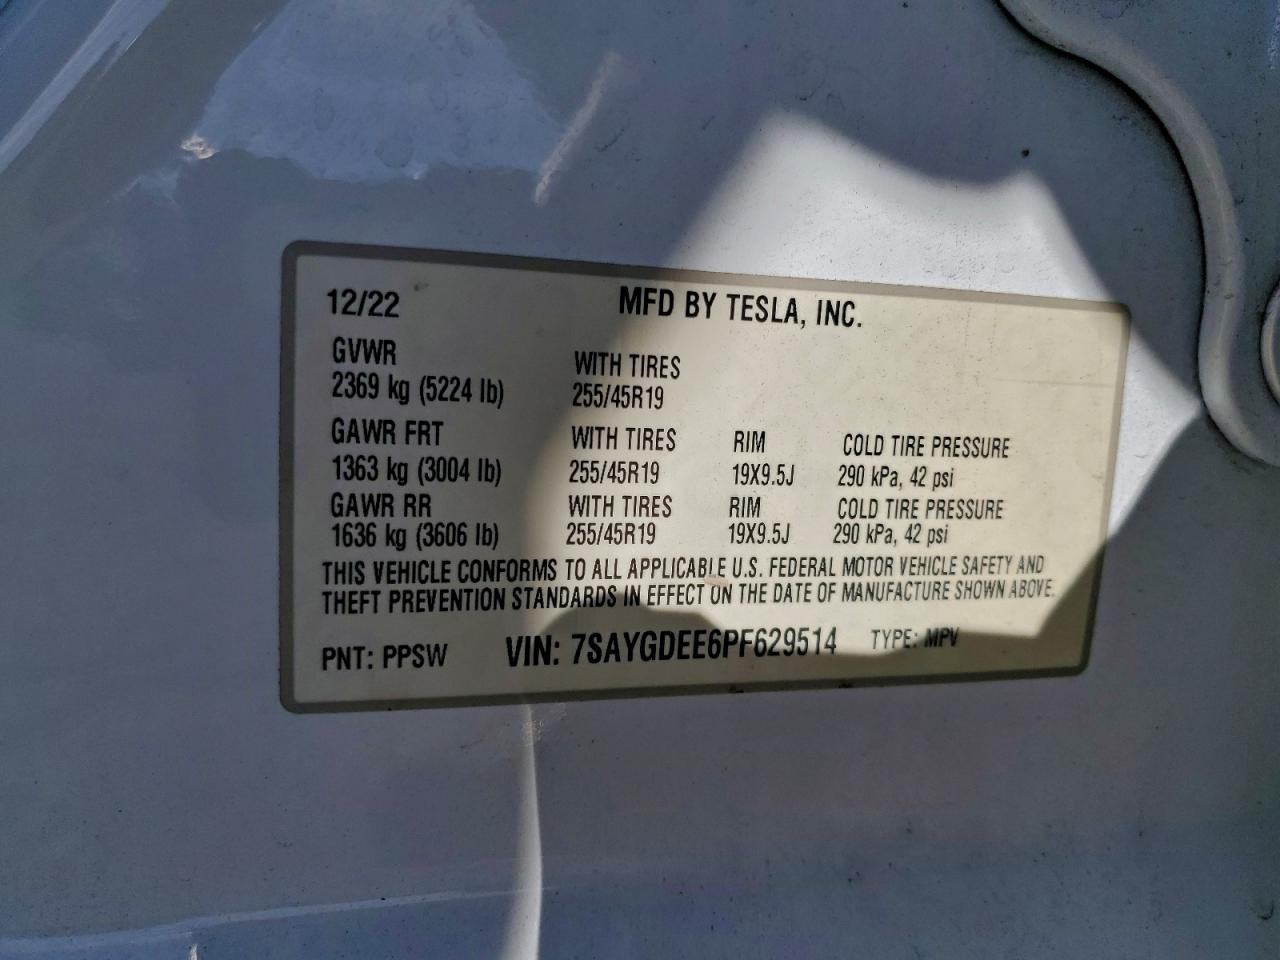 12/22 MFD BY TESLA, INC.
GVWR WITH TIRES
2369 kg (5224 lb) 255/45R19
GAWR FRT WITH TIRES RIM COLD TIRE PRESSURE
1363 kg (3004 lb) 255/45R19 19X9.5J 290 kPa, 42 psi
GAWR RR WITH TIRES RIM COLD TIRE PRESSURE
1636 kg (3606 lb) 255/45R19 19X9.5J 290 kPa, 42 psi
THIS VEHICLE CONFORMS TO ALL APPLICABLE U.S. FEDERAL MOTOR VEHICLE SAFETY AND
THEFT PREVENTION STANDARDS IN EFFECT ON THE DATE OF MANUFACTURE SHOWN ABOVE.
PNT: PPSW VIN: 7SAYGDEE6PF629514 TYPE: MPV